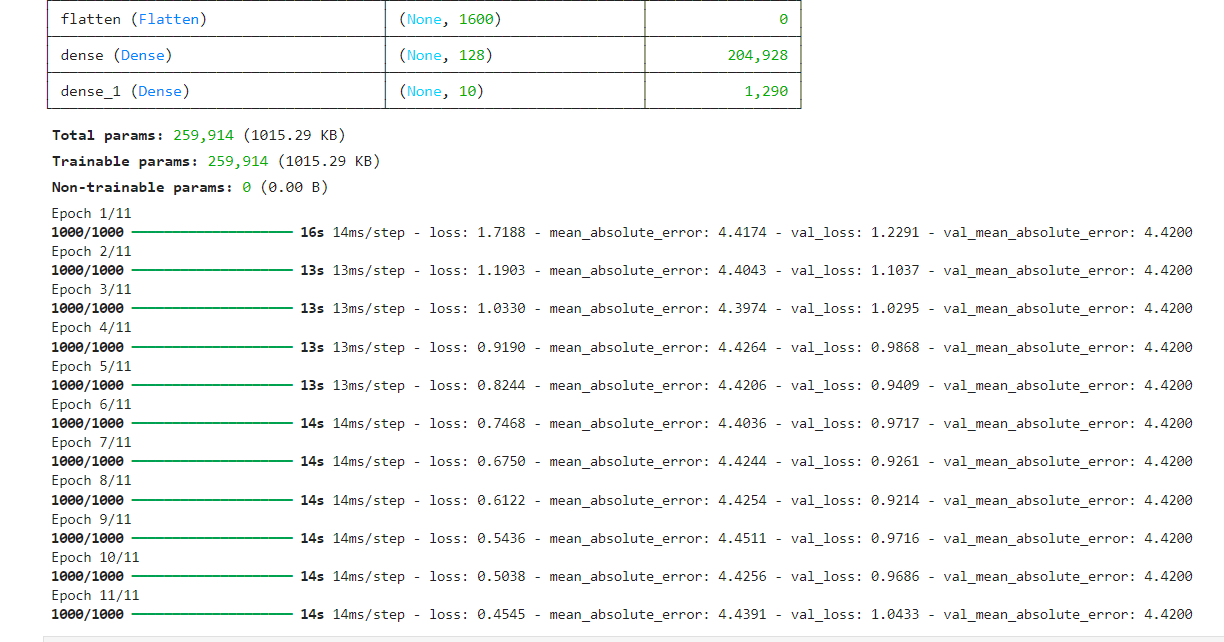 flatten (Flatten) (None, 1600) 0
dense (Dense) (None, 128) 204,928
dense_1 (Dense) (None, 10) 1,290
Total params: 259,914 (1015.29 KB)
Trainable params: 259,914 (1015.29 KB)
Non-trainable params: 0 (0.00 B)
Epoch 1/11
1000/1000 16s 14ms/step - loss: 1.7188 - mean_absolute_error: 4.4174 - val_loss: 1.2291 - val_mean_absolute_error: 4.4200
Epoch 2/11
1000/1000 13s 13ms/step - loss: 1.1903 - mean_absolute_error: 4.4043 - val_loss: 1.1037 - val_mean_absolute_error: 4.4200
Epoch 3/11
1000/1000 13s 13ms/step - loss: 1.0330 - mean_absolute_error: 4.3974 - val_loss: 1.0295 - val_mean_absolute_error: 4.4200
Epoch 4/11
1000/1000 13s 13ms/step - loss: 0.9190 - mean_absolute_error: 4.4264 - val_loss: 0.9868 - val_mean_absolute_error: 4.4200
Epoch 5/11
1000/1000 13s 13ms/step - loss: 0.8244 - mean_absolute_error: 4.4206 - val_loss: 0.9409 - val_mean_absolute_error: 4.4200
Epoch 6/11
1000/1000 14s 14ms/step - loss: 0.7468 - mean_absolute_error: 4.4036 - val_loss: 0.9717 - val_mean_absolute_error: 4.4200
Epoch 7/11
1000/1000 14s 14ms/step - loss: 0.6750 - mean_absolute_error: 4.4244 - val_loss: 0.9261 - val_mean_absolute_error: 4.4200
Epoch 8/11
1000/1000 14s 14ms/step - loss: 0.6122 - mean_absolute_error: 4.4254 - val_loss: 0.9214 - val_mean_absolute_error: 4.4200
Epoch 9/11
1000/1000 14s 14ms/step - loss: 0.5436 - mean_absolute_error: 4.4511 - val_loss: 0.9716 - val_mean_absolute_error: 4.4200
Epoch 10/11
1000/1000 14s 14ms/step - loss: 0.5038 - mean_absolute_error: 4.4256 - val_loss: 0.9686 - val_mean_absolute_error: 4.4200
Epoch 11/11
1000/1000 14s 14ms/step - loss: 0.4545 - mean_absolute_error: 4.4391 - val_loss: 1.0433 - val_mean_absolute_error: 4.4200